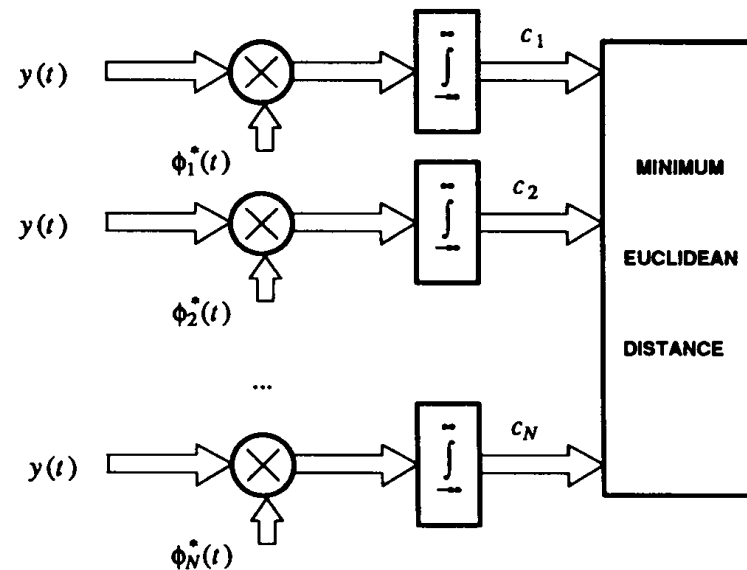 y(t)
ϕ₁*(t)
∞
∫
−∞
c₁
y(t)
ϕ₂*(t)
∞
∫
−∞
c₂
...
y(t)
ϕ_N*(t)
∞
∫
−∞
c_N
MINIMUM
EUCLIDEAN
DISTANCE